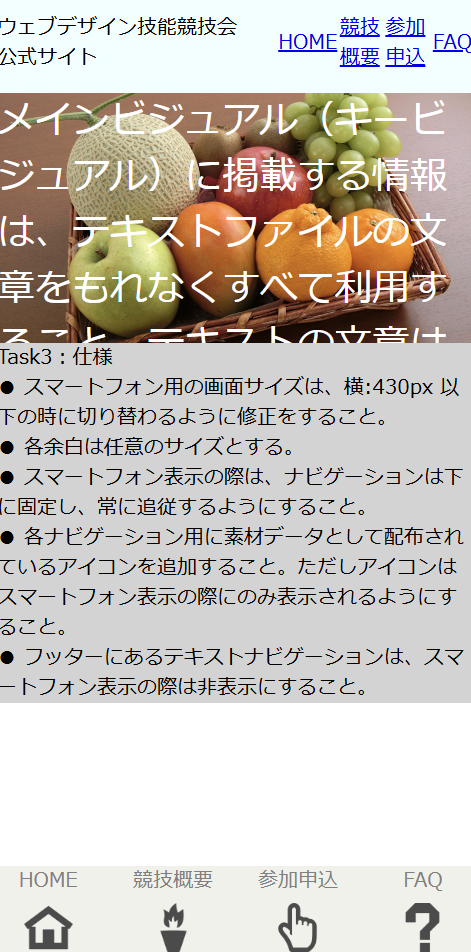 ウェブデザイン技能競技会
公式サイト
HOME 競技概要 参加申込 FAQ
メインビジュアル（キービ
ジュアル）に掲載する情報
は、テキストファイルの文
章をもれなくすべて利用す
ること。テキストの文章は
Task3：仕様
● スマートフォン用の画面サイズは、横:430px 以
下の時に切り替わるように修正をすること。
● 各余白は任意のサイズとする。
● スマートフォン表示の際は、ナビゲーションは下
に固定し、常に追従するようにすること。
● 各ナビゲーション用に素材データとして配布され
ているアイコンを追加すること。ただしアイコンは
スマートフォン表示の際にのみ表示されるようにす
ること。
● フッターにあるテキストナビゲーションは、スマ
ートフォン表示の際は非表示にすること。
HOME 競技概要 参加申込 FAQ